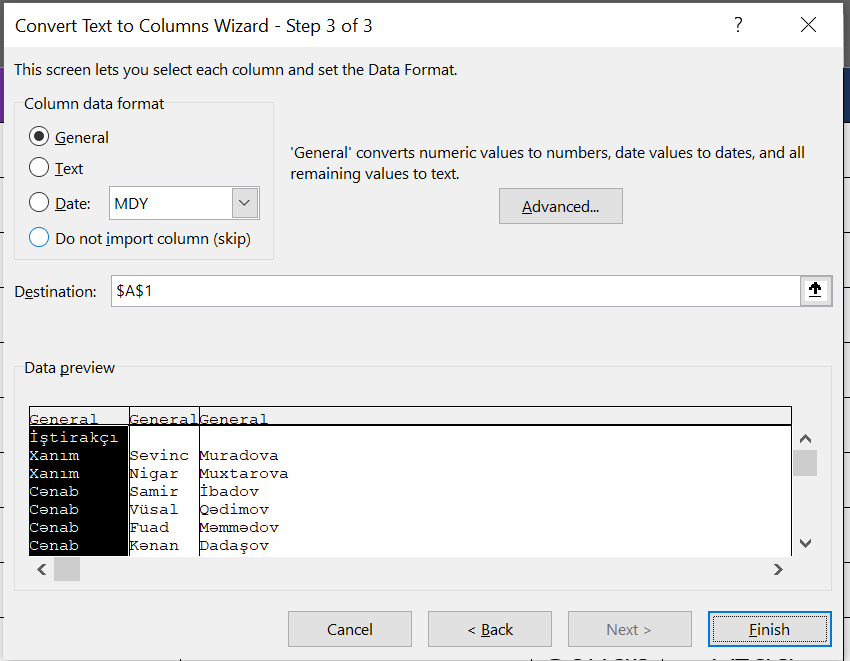 Convert Text to Columns Wizard - Step 3 of 3 ?
This screen lets you select each column and set the Data Format.
Column data format
General
Text
Date: MDY
Do not import column (skip)
'General' converts numeric values to numbers, date values to dates, and all
remaining values to text.
Advanced...
Destination: $A$1
Data preview
General General General
İştirakçı
Xanım Sevinc Muradova
Xanım Nigar Muxtarova
Cənab Samir İbadov
Cənab Vüsal Qədimov
Cənab Fuad Məmmədov
Cənab Kənan Dadaşov
Cancel < Back Next > Finish